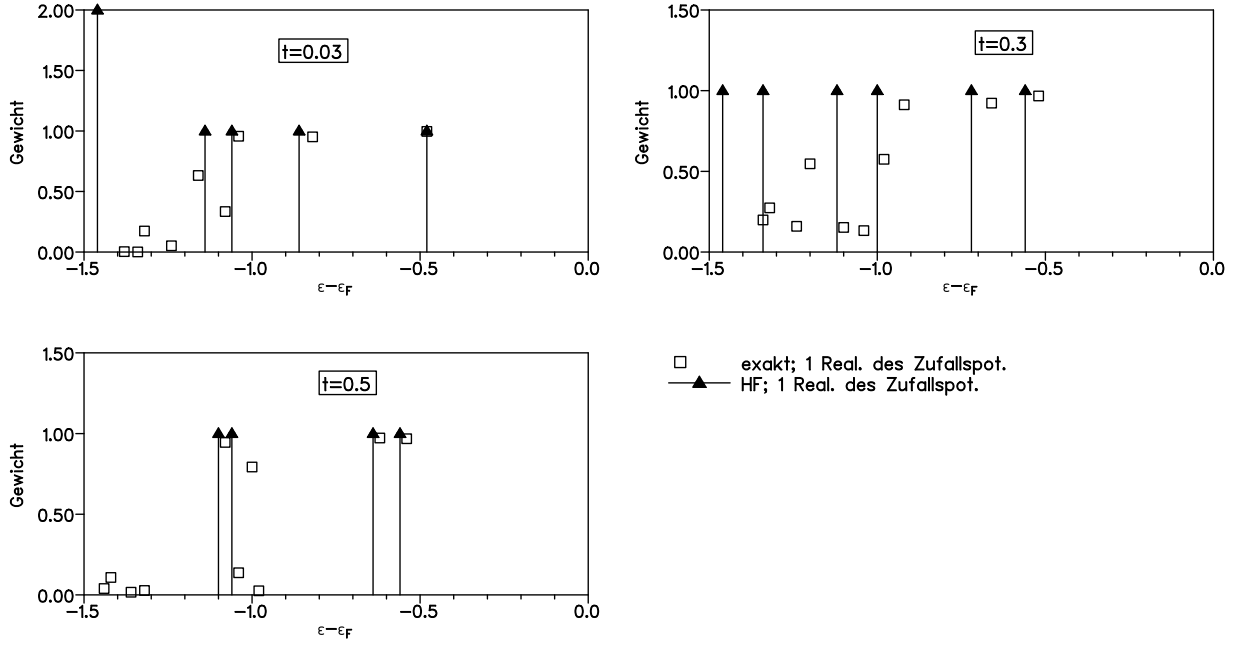 2.00
1.50
1.00
0.50
0.00
Gewicht
t=0.03
−1.5
−1.0
−0.5
0.0
ε−εF
1.50
1.00
0.50
0.00
Gewicht
t=0.3
−1.5
−1.0
−0.5
0.0
ε−εF
1.50
1.00
0.50
0.00
Gewicht
t=0.5
−1.5
−1.0
−0.5
0.0
ε−εF
exakt; 1 Real. des Zufallspot.
HF; 1 Real. des Zufallspot.